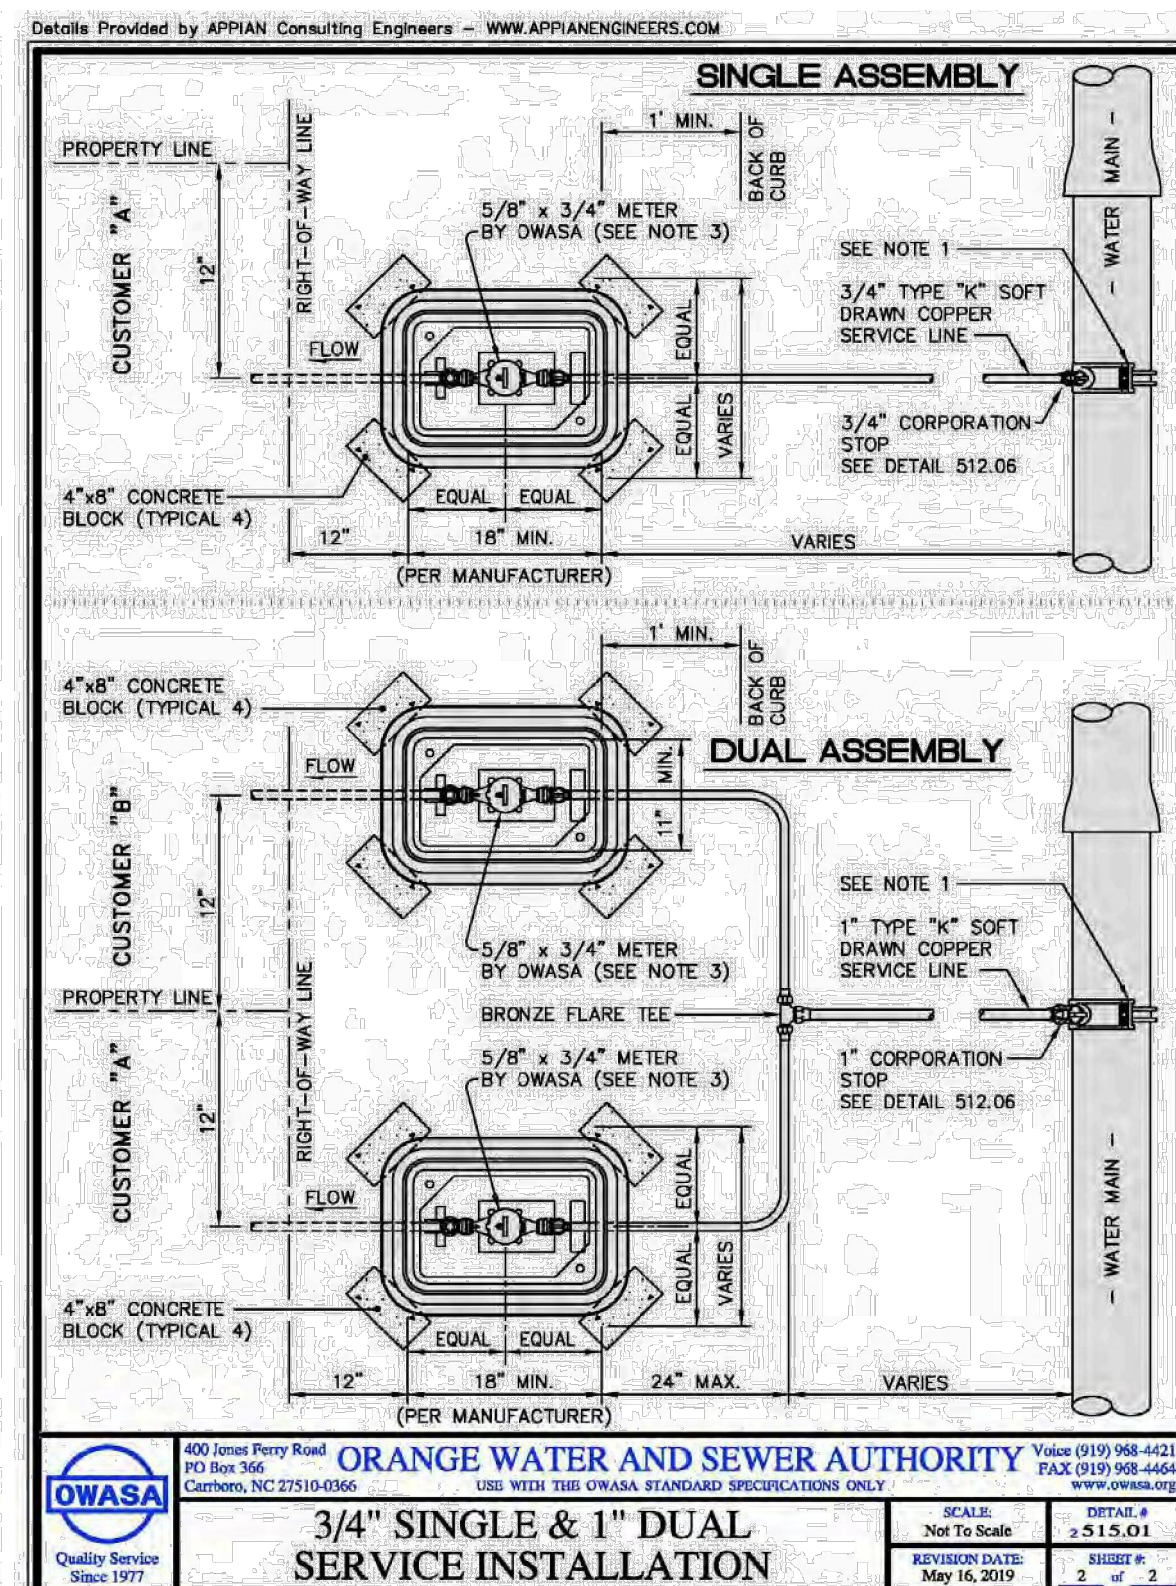 Details Provided by APPIAN Consulting Engineers - WWW.APPIANENGINEERS.COM
SINGLE ASSEMBLY
1' MIN.
BACK OF
CURB
PROPERTY LINE
RIGHT-OF-WAY LINE
CUSTOMER "A"
12"
5/8" x 3/4" METER
BY OWASA (SEE NOTE 3)
- WATER MAIN -
SEE NOTE 1
3/4" TYPE "K" SOFT
DRAWN COPPER
SERVICE LINE
FLOW
EQUAL
EQUAL
VARIES
3/4" CORPORATION
STOP
SEE DETAIL 512.06
4"x8" CONCRETE
BLOCK (TYPICAL 4)
EQUAL
EQUAL
12"
18" MIN.
VARIES
(PER MANUFACTURER)
1' MIN.
BACK OF
CURB
4"x8" CONCRETE
BLOCK (TYPICAL 4)
DUAL ASSEMBLY
FLOW
11" MIN.
CUSTOMER "B"
12"
SEE NOTE 1
1" TYPE "K" SOFT
DRAWN COPPER
SERVICE LINE
5/8" x 3/4" METER
BY OWASA (SEE NOTE 3)
PROPERTY LINE
RIGHT-OF-WAY LINE
BRONZE FLARE TEE
5/8" x 3/4" METER
BY OWASA (SEE NOTE 3)
1" CORPORATION
STOP
SEE DETAIL 512.06
CUSTOMER "A"
12"
FLOW
EQUAL
EQUAL
VARIES
- WATER MAIN -
4"x8" CONCRETE
BLOCK (TYPICAL 4)
EQUAL
EQUAL
12"
18" MIN.
24" MAX.
VARIES
(PER MANUFACTURER)
OWASA
Quality Service
Since 1977
400 Jones Ferry Road
PO Box 366
Carrboro, NC 27510-0366
ORANGE WATER AND SEWER AUTHORITY
USE WITH THE OWASA STANDARD SPECIFICATIONS ONLY
Voice (919) 968-4421
FAX (919) 968-4464
www.owasa.org
3/4" SINGLE & 1" DUAL
SERVICE INSTALLATION
SCALE:
Not To Scale
DETAIL #
2 515.01
REVISION DATE:
May 16, 2019
SHEET #:
2 of 2